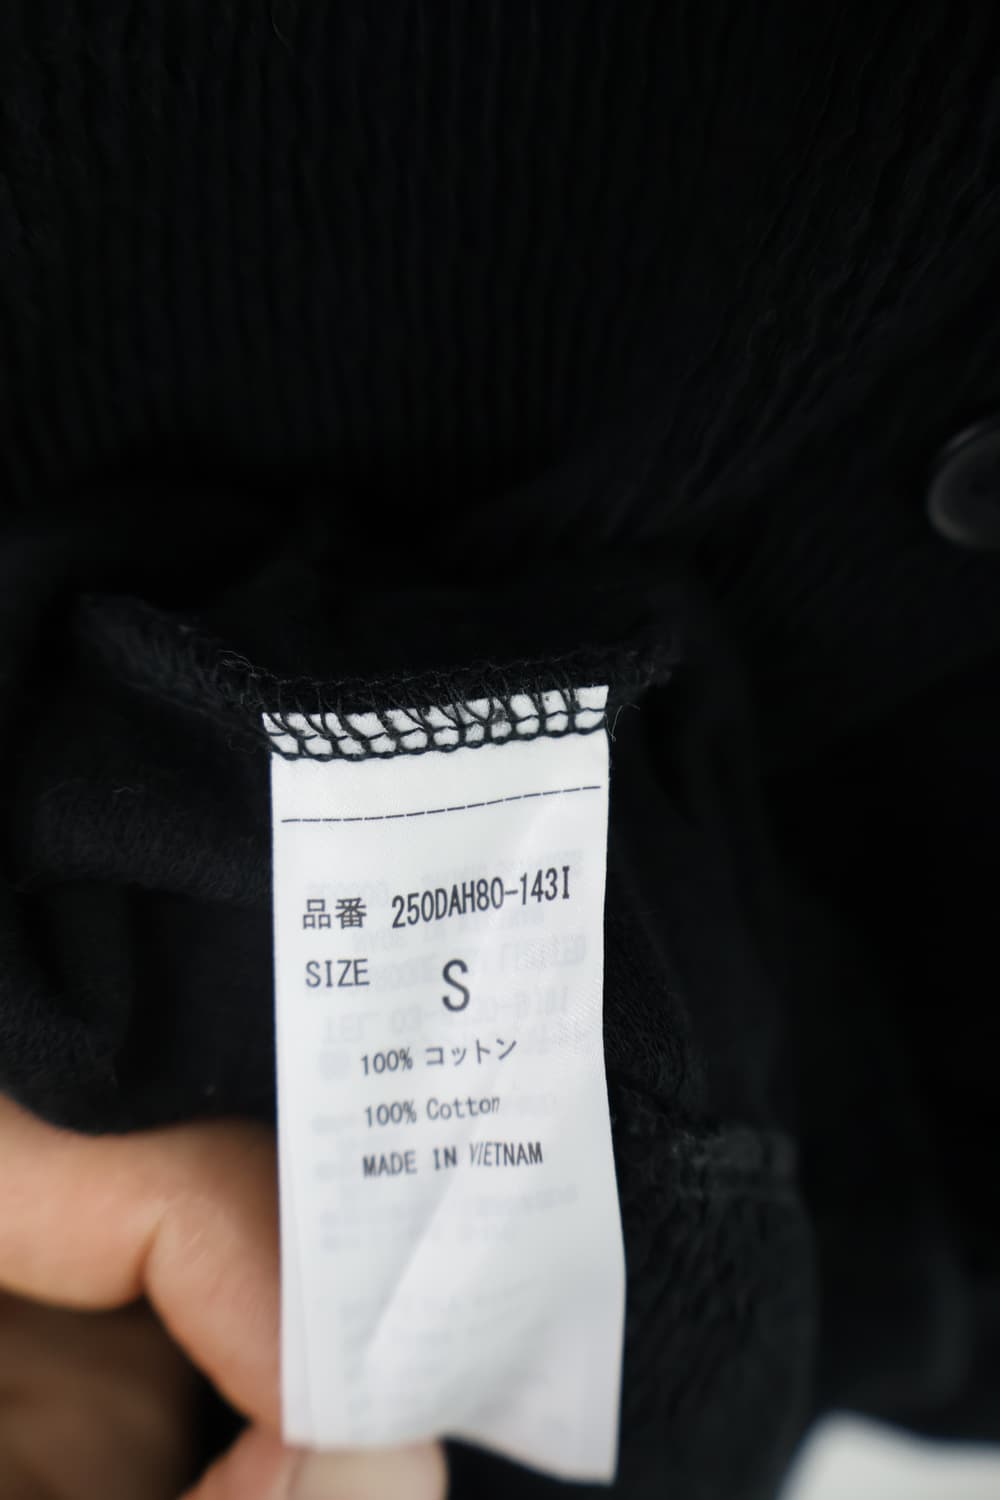 品番 250DAH80-143I
SIZE S
100% コットン
100% Cotton
MADE IN VIETNAM